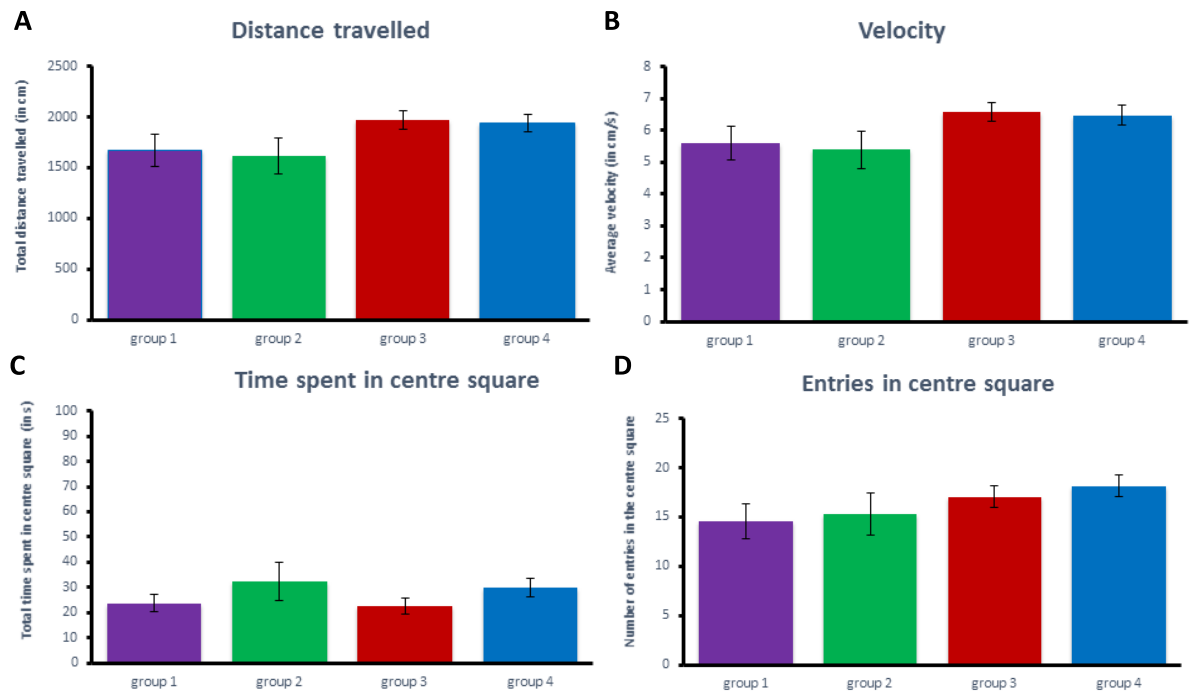 A
Distance travelled
Total distance travelled (in cm)
2500
2000
1500
1000
500
0
group 1
group 2
group 3
group 4
B
Velocity
Average velocity (in cm/s)
8
7
6
5
4
3
2
1
0
group 1
group 2
group 3
group 4
C
Time spent in centre square
Total time spent in centre square (in s)
100
90
80
70
60
50
40
30
20
10
0
group 1
group 2
group 3
group 4
D
Entries in centre square
Number of entries in the centre square
25
20
15
10
5
0
group 1
group 2
group 3
group 4